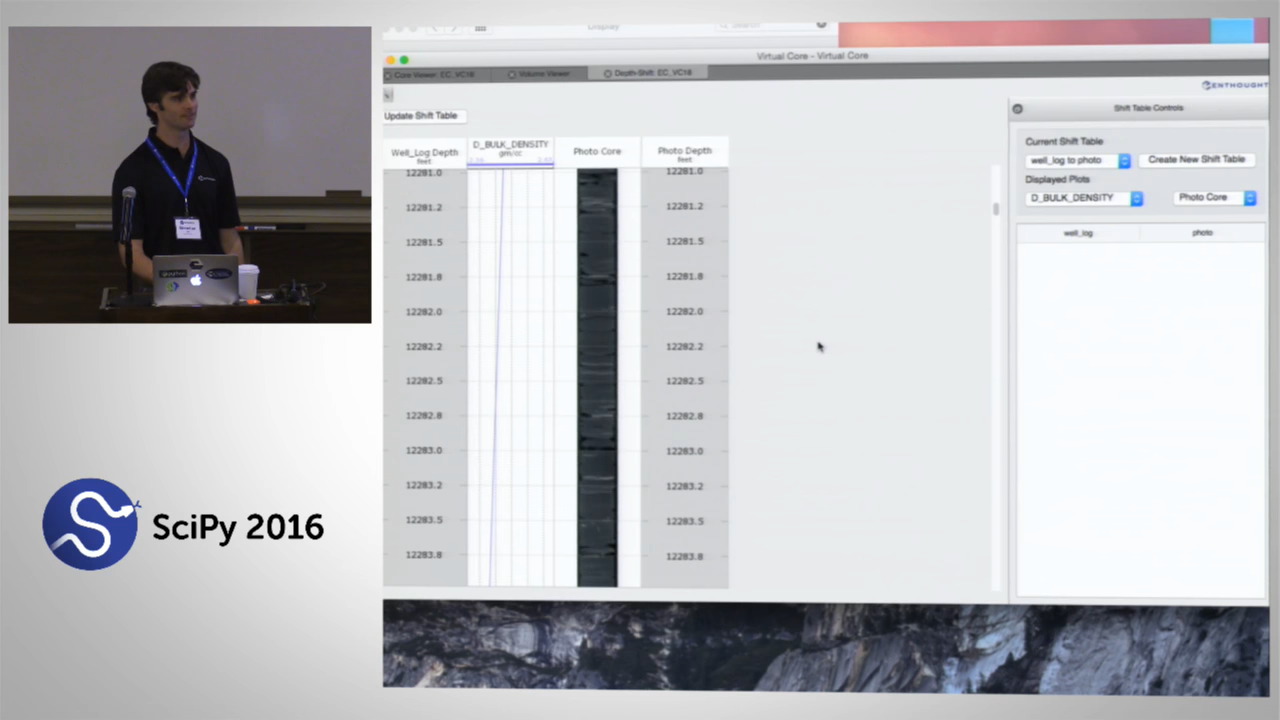 Display
Search
Virtual Core - Virtual Core
Core Viewer: EC_VC18
Volume Viewer
Depth-Shift: EC_VC18
ENTHOUGHT
Update Shift Table
Shift Table Controls
Current Shift Table
well_log to photo
Create New Shift Table
Displayed Plots
D_BULK_DENSITY
Photo Core
well_log
photo
Well_Log Depth
feet
D_BULK_DENSITY
gm/cc
Photo Core
Photo Depth
feet
12281.0 12281.0
12281.2 12281.2
12281.5 12281.5
12281.8 12281.8
12282.0 12282.0
12282.2 12282.2
12282.5 12282.5
12282.8 12282.8
12283.0 12283.0
12283.2 12283.2
12283.5 12283.5
12283.8 12283.8
SciPy 2016